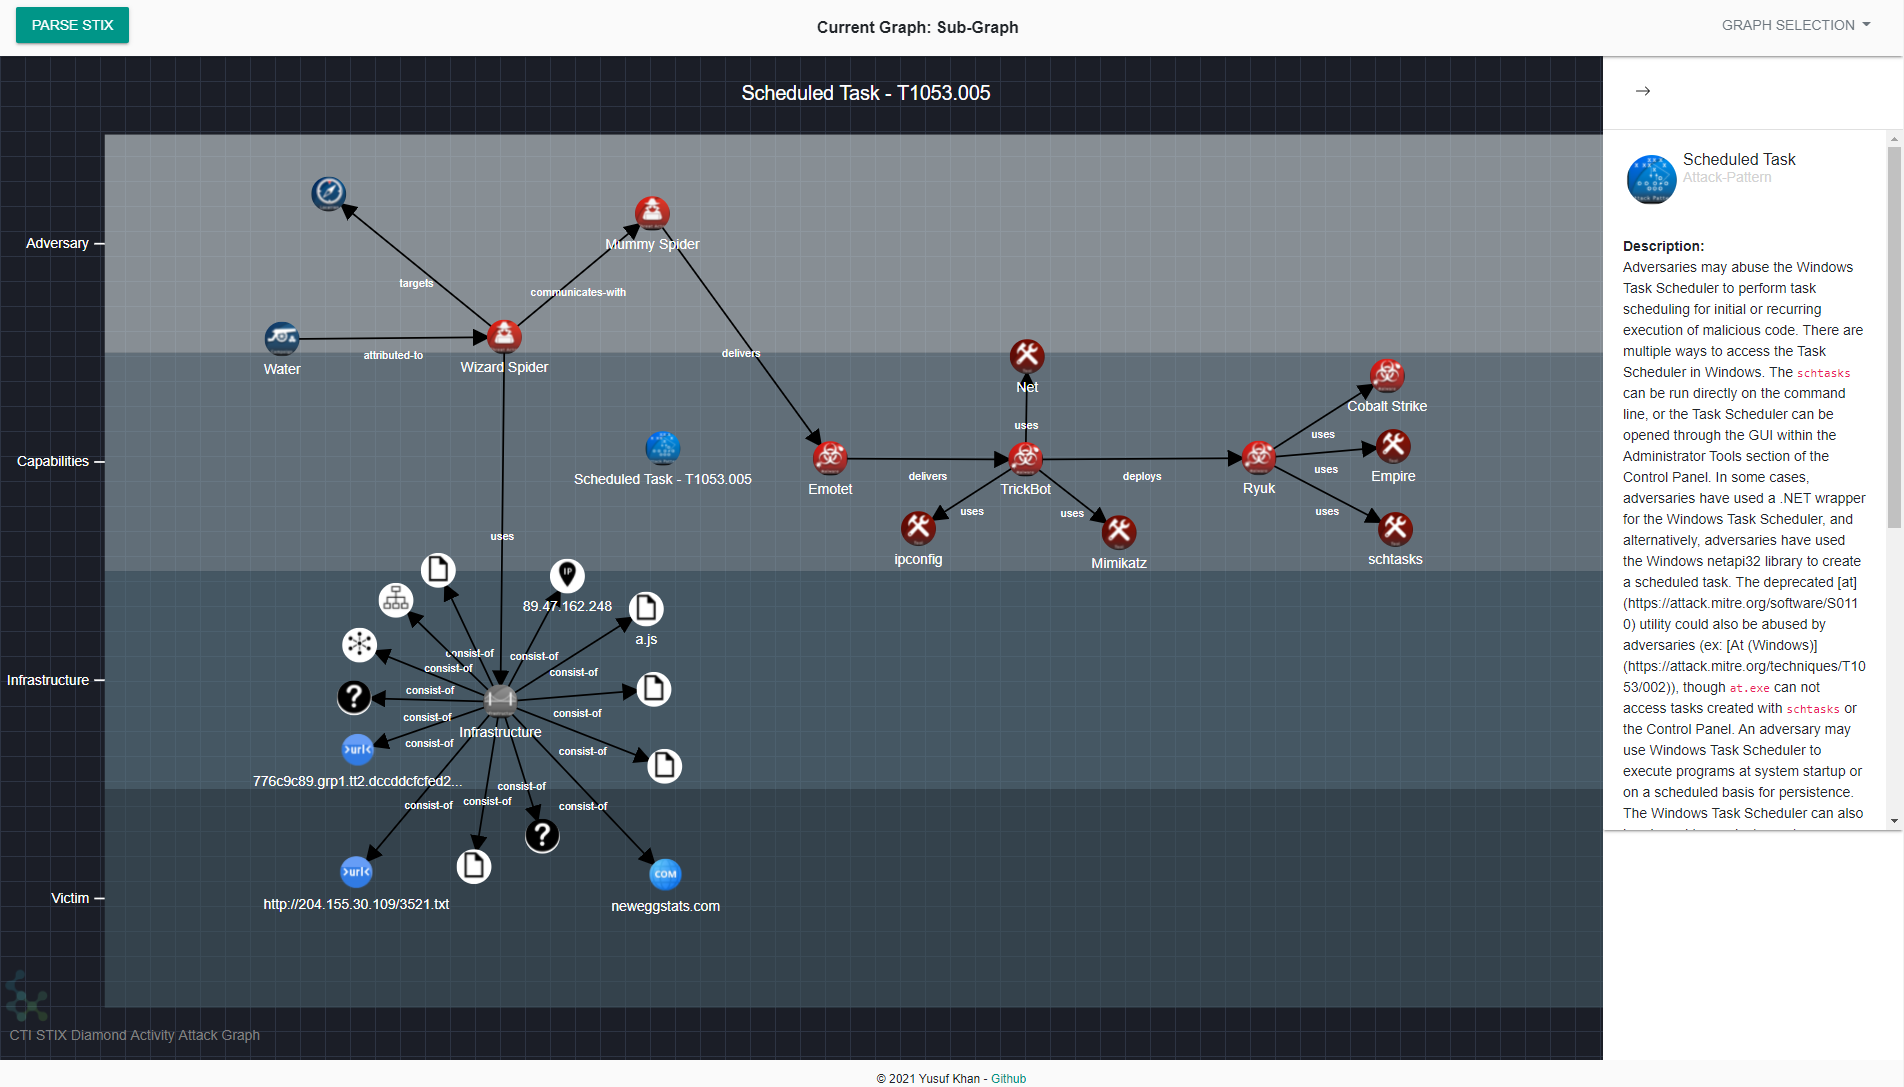 PARSE STIX
Current Graph: Sub-Graph
GRAPH SELECTION
Scheduled Task - T1053.005
Adversary
Capabilities
Infrastructure
Victim
targets
Mummy Spider
communicates-with
Water
attributed-to
Wizard Spider
delivers
Net
uses
Cobalt Strike
uses
Scheduled Task - T1053.005
Emotet
delivers
TrickBot
deploys
Ryuk
uses
Empire
uses
uses
uses
uses
ipconfig
Mimikatz
schtasks
IP
89.47.162.248
a.js
consist-of
consist-of
consist-of
consist-of
consist-of
consist-of
consist-of
consist-of
consist-of
Infrastructure
?
>url<
776c9c89.grp1.tt2.dccddcfcfed2...
consist-of
consist-of
consist-of
consist-of
?
>url<
http://204.155.30.109/3521.txt
COM
neweggstats.com
CTI STIX Diamond Activity Attack Graph
Scheduled Task
Attack-Pattern
Description:
Adversaries may abuse the Windows
Task Scheduler to perform task
scheduling for initial or recurring
execution of malicious code. There are
multiple ways to access the Task
Scheduler in Windows. The schtasks
can be run directly on the command
line, or the Task Scheduler can be
opened through the GUI within the
Administrator Tools section of the
Control Panel. In some cases,
adversaries have used a .NET wrapper
for the Windows Task Scheduler, and
alternatively, adversaries have used
the Windows netapi32 library to create
a scheduled task. The deprecated [at]
(https://attack.mitre.org/software/S011
0) utility could also be abused by
adversaries (ex: [At (Windows)]
(https://attack.mitre.org/techniques/T10
53/002)), though at.exe can not
access tasks created with schtasks or
the Control Panel. An adversary may
use Windows Task Scheduler to
execute programs at system startup or
on a scheduled basis for persistence.
The Windows Task Scheduler can also
© 2021 Yusuf Khan - Github